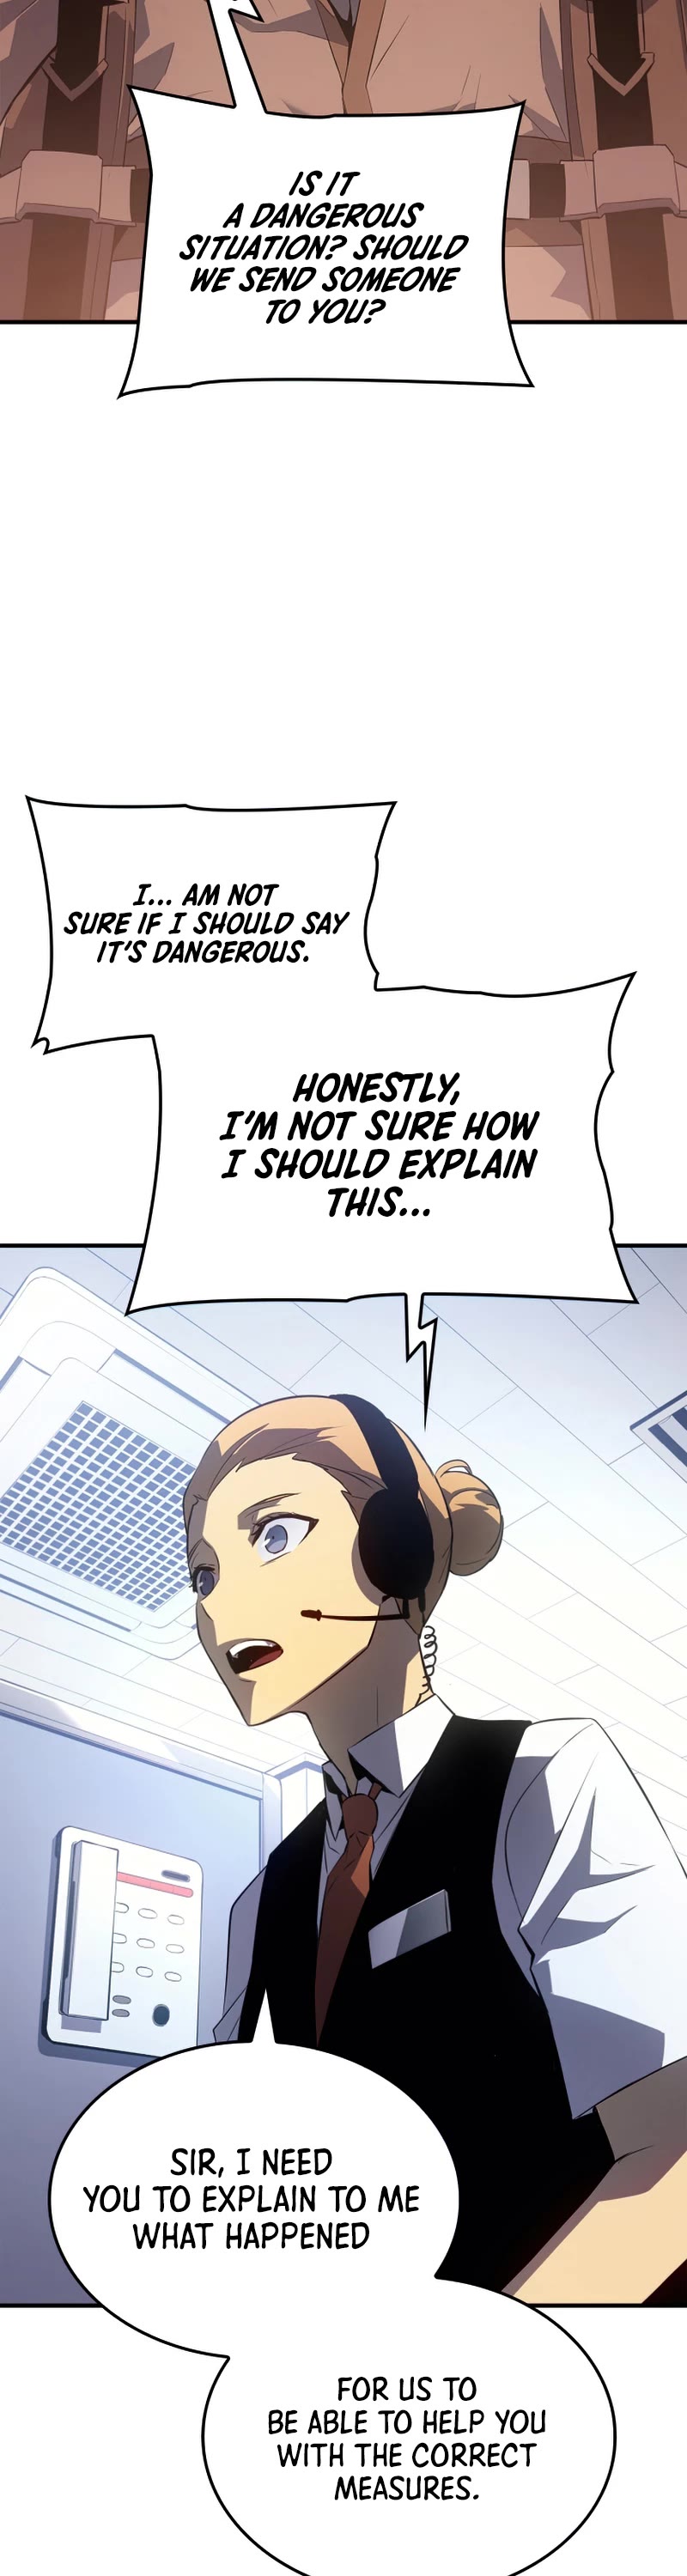 IS IT
A DANGEROUS
SITUATION? SHOULD
WE SEND SOMEONE
TO YOU?
I... AM NOT
SURE IF I SHOULD SAY
IT'S DANGEROUS.
HONESTLY,
I'M NOT SURE HOW
I SHOULD EXPLAIN
THIS...
SIR, I NEED
YOU TO EXPLAIN TO ME
WHAT HAPPENED
FOR US TO
BE ABLE TO HELP YOU
WITH THE CORRECT
MEASURES.